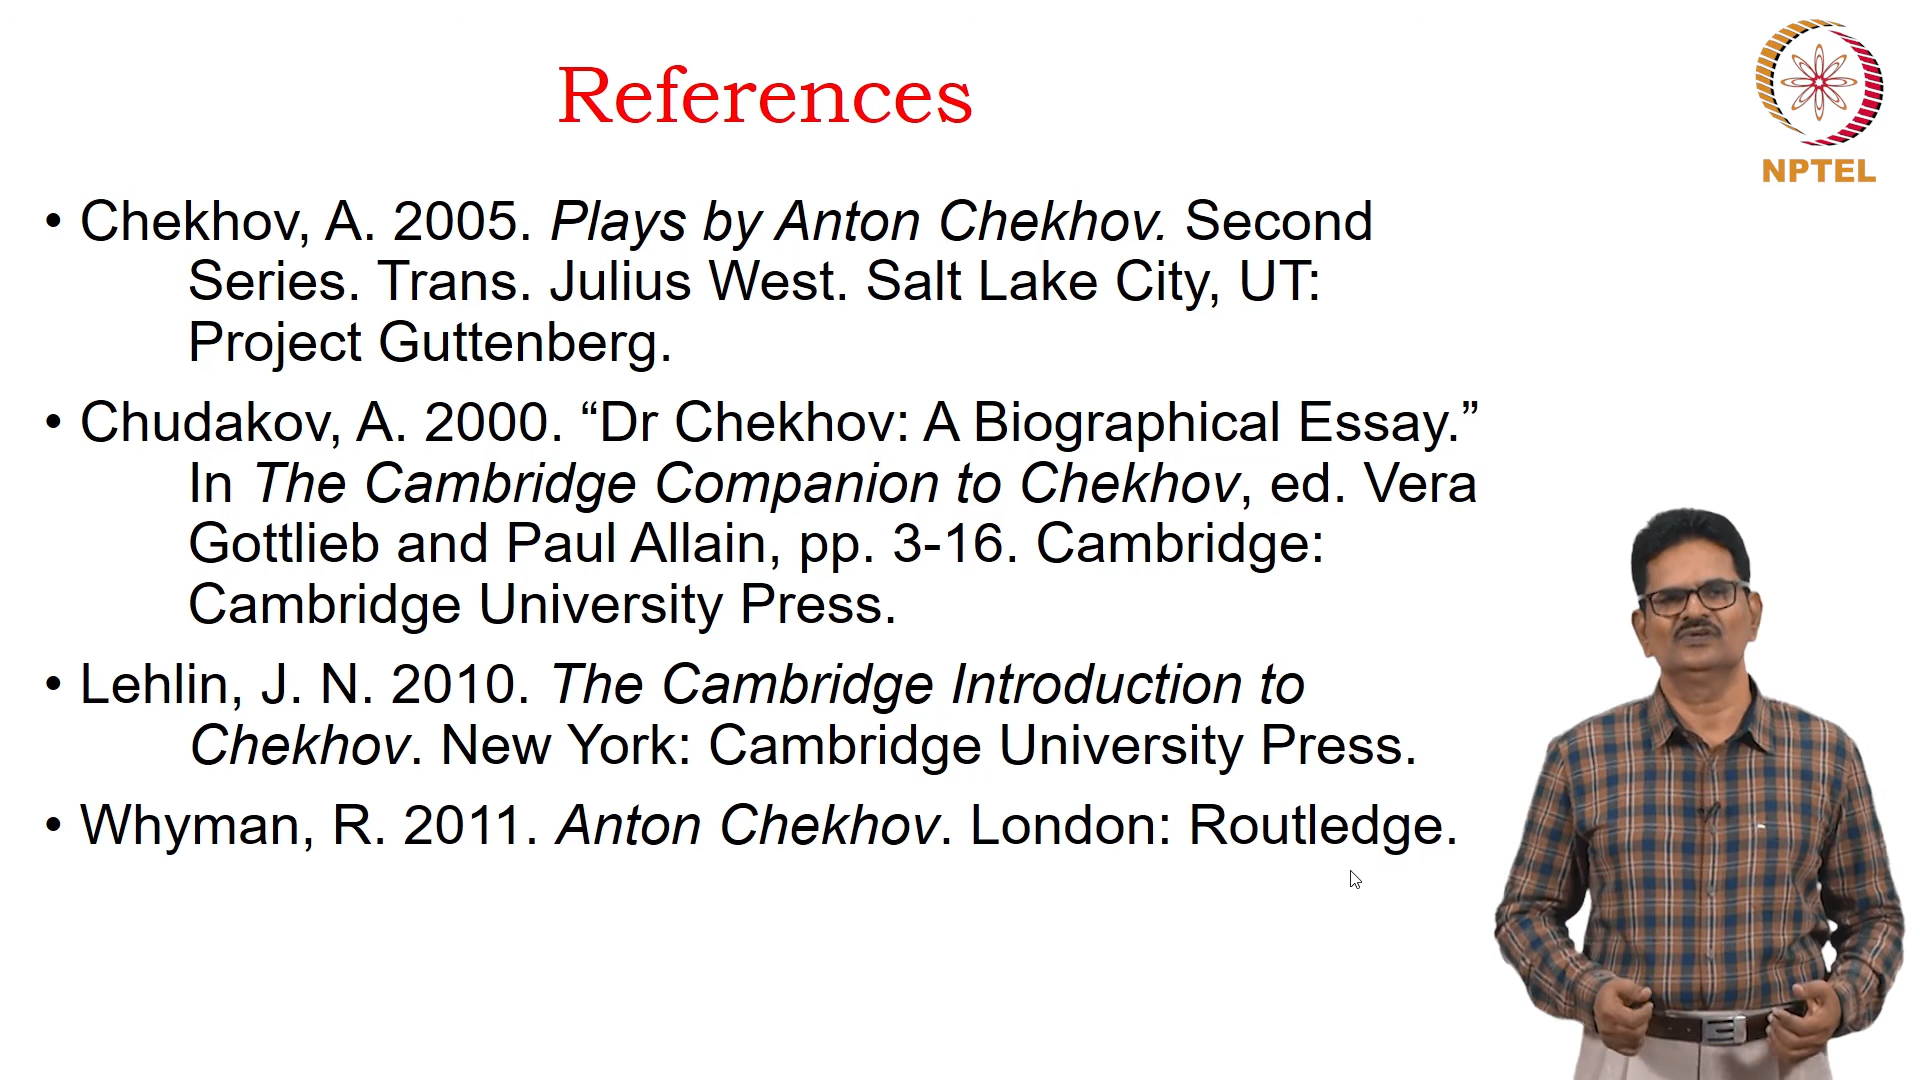 References
NPTEL
• Chekhov, A. 2005. Plays by Anton Chekhov. Second
Series. Trans. Julius West. Salt Lake City, UT:
Project Guttenberg.
• Chudakov, A. 2000. “Dr Chekhov: A Biographical Essay.”
In The Cambridge Companion to Chekhov, ed. Vera
Gottlieb and Paul Allain, pp. 3-16. Cambridge:
Cambridge University Press.
• Lehlin, J. N. 2010. The Cambridge Introduction to
Chekhov. New York: Cambridge University Press.
• Whyman, R. 2011. Anton Chekhov. London: Routledge.